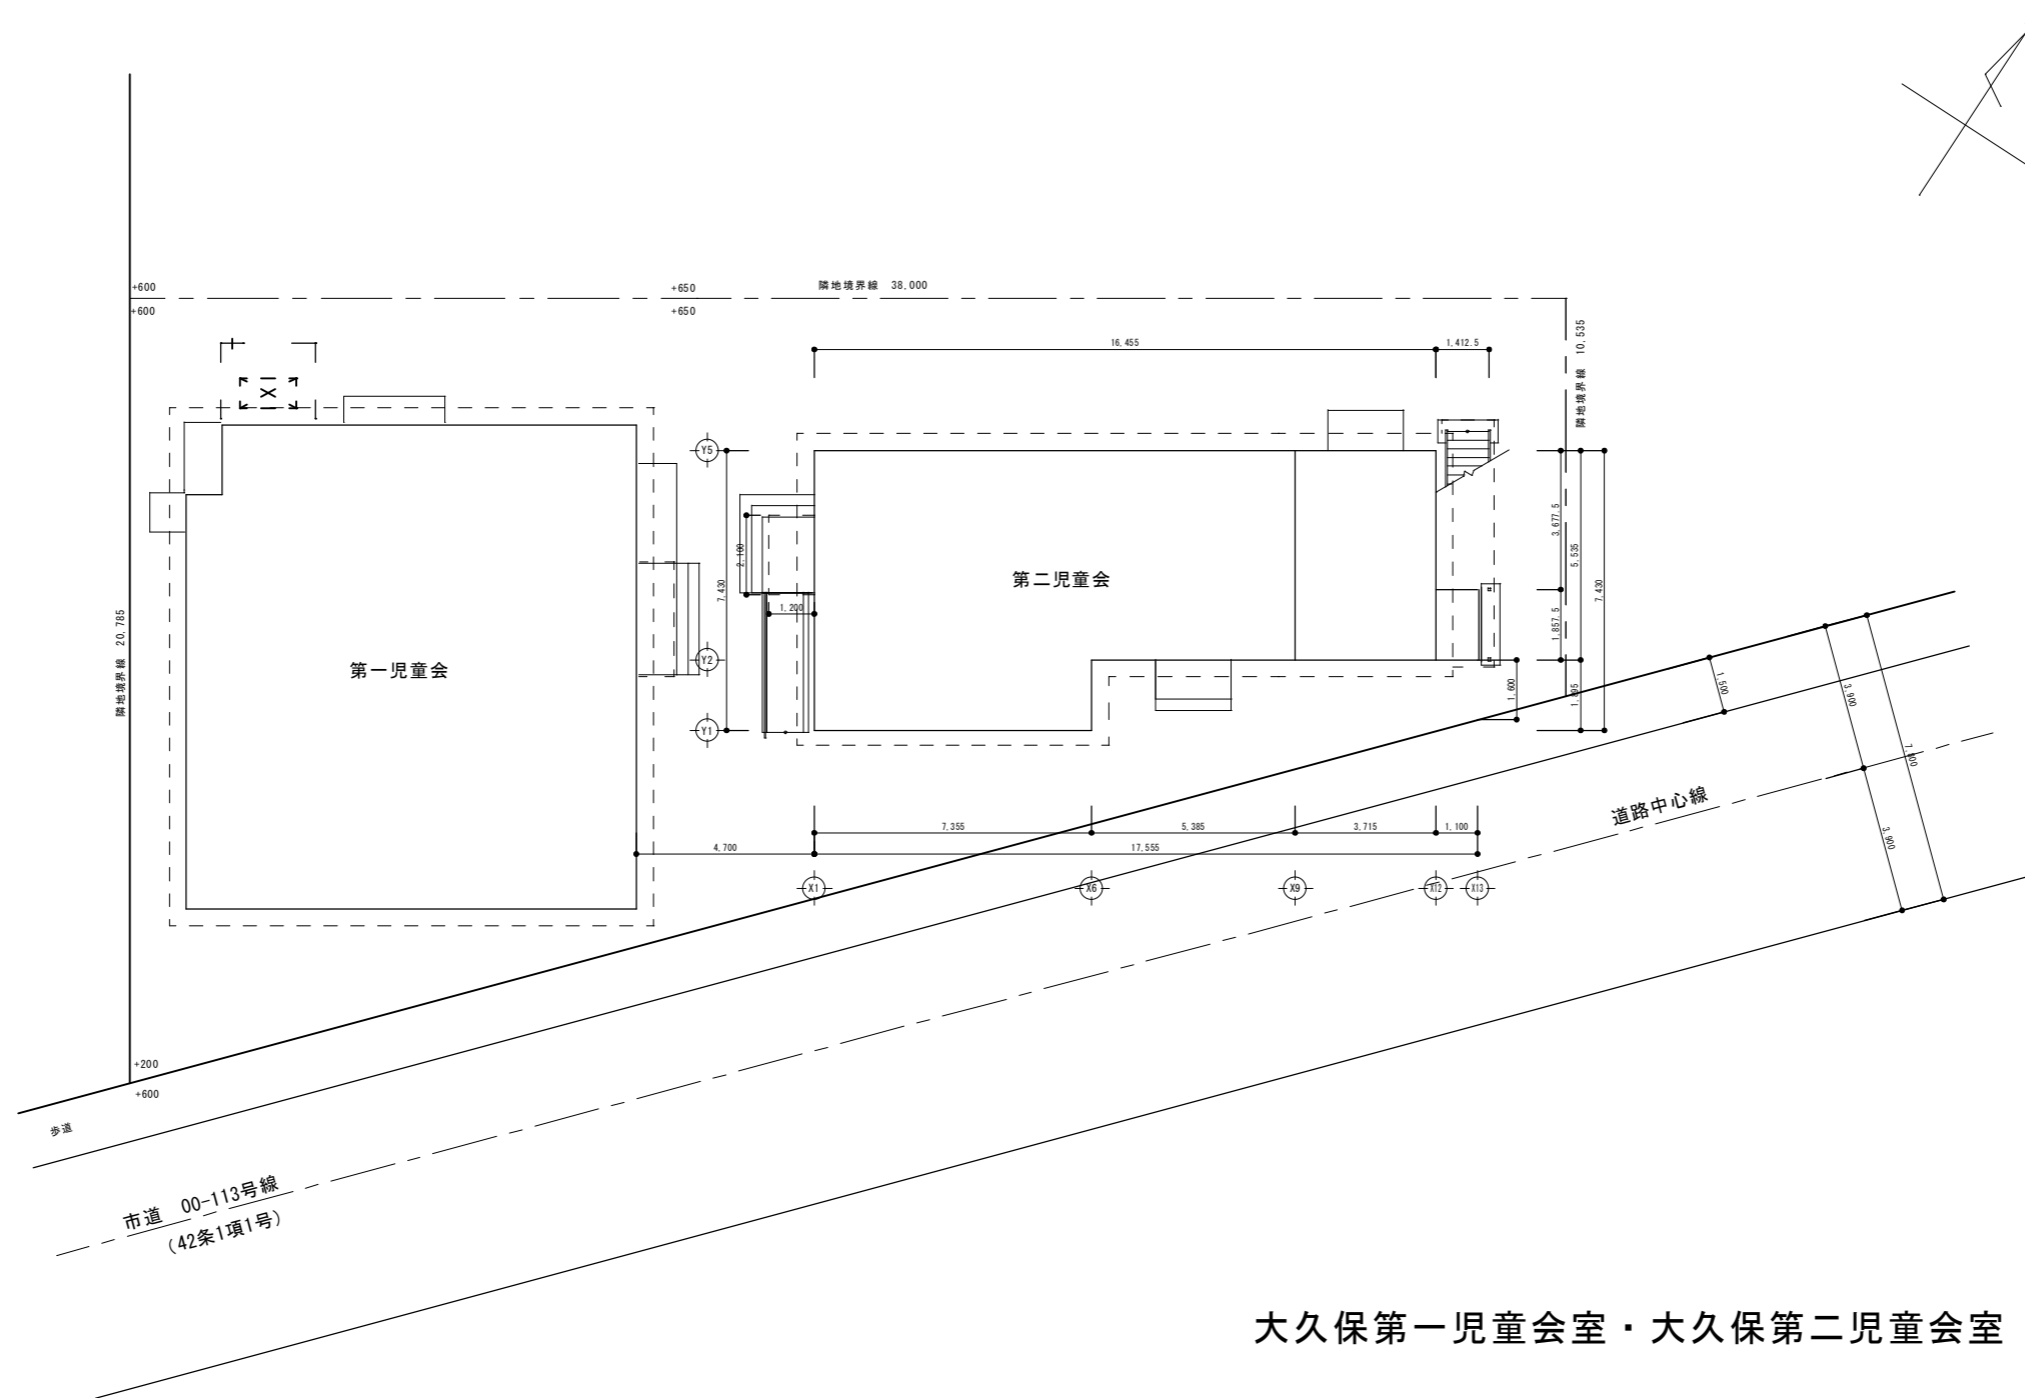 +600
+650
隣地境界線 38,000
+600
+650
隣地境界線 10,535
16,455
1,412.5
Y5
2,100
7,430
3,677.5
5,535
7,430
第二児童会
1,200
隣地境界線 20,785
第一児童会
Y2
1,857.5
1,600
1,895
1,500
3,900
Y1
道路中心線
7,355
5,385
3,715
1,100
3,900
4,700
17,555
X1
X6
X9
X12
X13
+200
+600
歩道
市道 00-113号線
(42条1項1号)
大久保第一児童会室・大久保第二児童会室